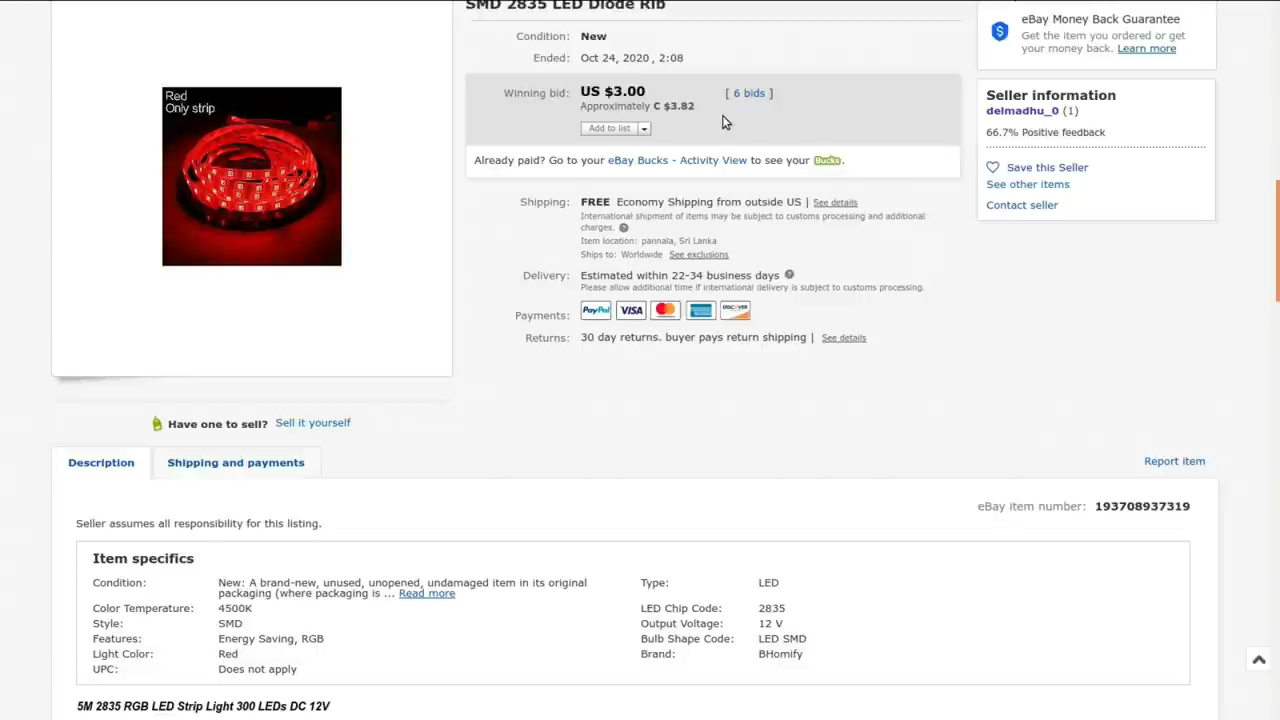 SMD 2835 LED Diode Rib
Condition: New
Ended: Oct 24, 2020 , 2:08
Winning bid: US $3.00 [ 6 bids ]
Approximately C $3.82
Add to list
Already paid? Go to your eBay Bucks - Activity View to see your Bucks.
Shipping: FREE Economy Shipping from outside US | See details
International shipment of items may be subject to customs processing and additional
charges. ?
Item location: pannala, Sri Lanka
Ships to: Worldwide See exclusions
Delivery: Estimated within 22-34 business days ?
Please allow additional time if international delivery is subject to customs processing.
Payments: PayPal VISA DISCOVER
Returns: 30 day returns. buyer pays return shipping | See details
eBay Money Back Guarantee
Get the item you ordered or get
your money back. Learn more
Seller information
delmadhu_0 (1)
66.7% Positive feedback
Save this Seller
See other items
Contact seller
Red
Only strip
Have one to sell? Sell it yourself
Description Shipping and payments
Report item
eBay item number: 193708937319
Seller assumes all responsibility for this listing.
Item specifics
Condition: New: A brand-new, unused, unopened, undamaged item in its original
packaging (where packaging is ... Read more
Type: LED
Color Temperature: 4500K
LED Chip Code: 2835
Style: SMD
Output Voltage: 12 V
Features: Energy Saving, RGB
Bulb Shape Code: LED SMD
Light Color: Red
Brand: BHomify
UPC: Does not apply
5M 2835 RGB LED Strip Light 300 LEDs DC 12V